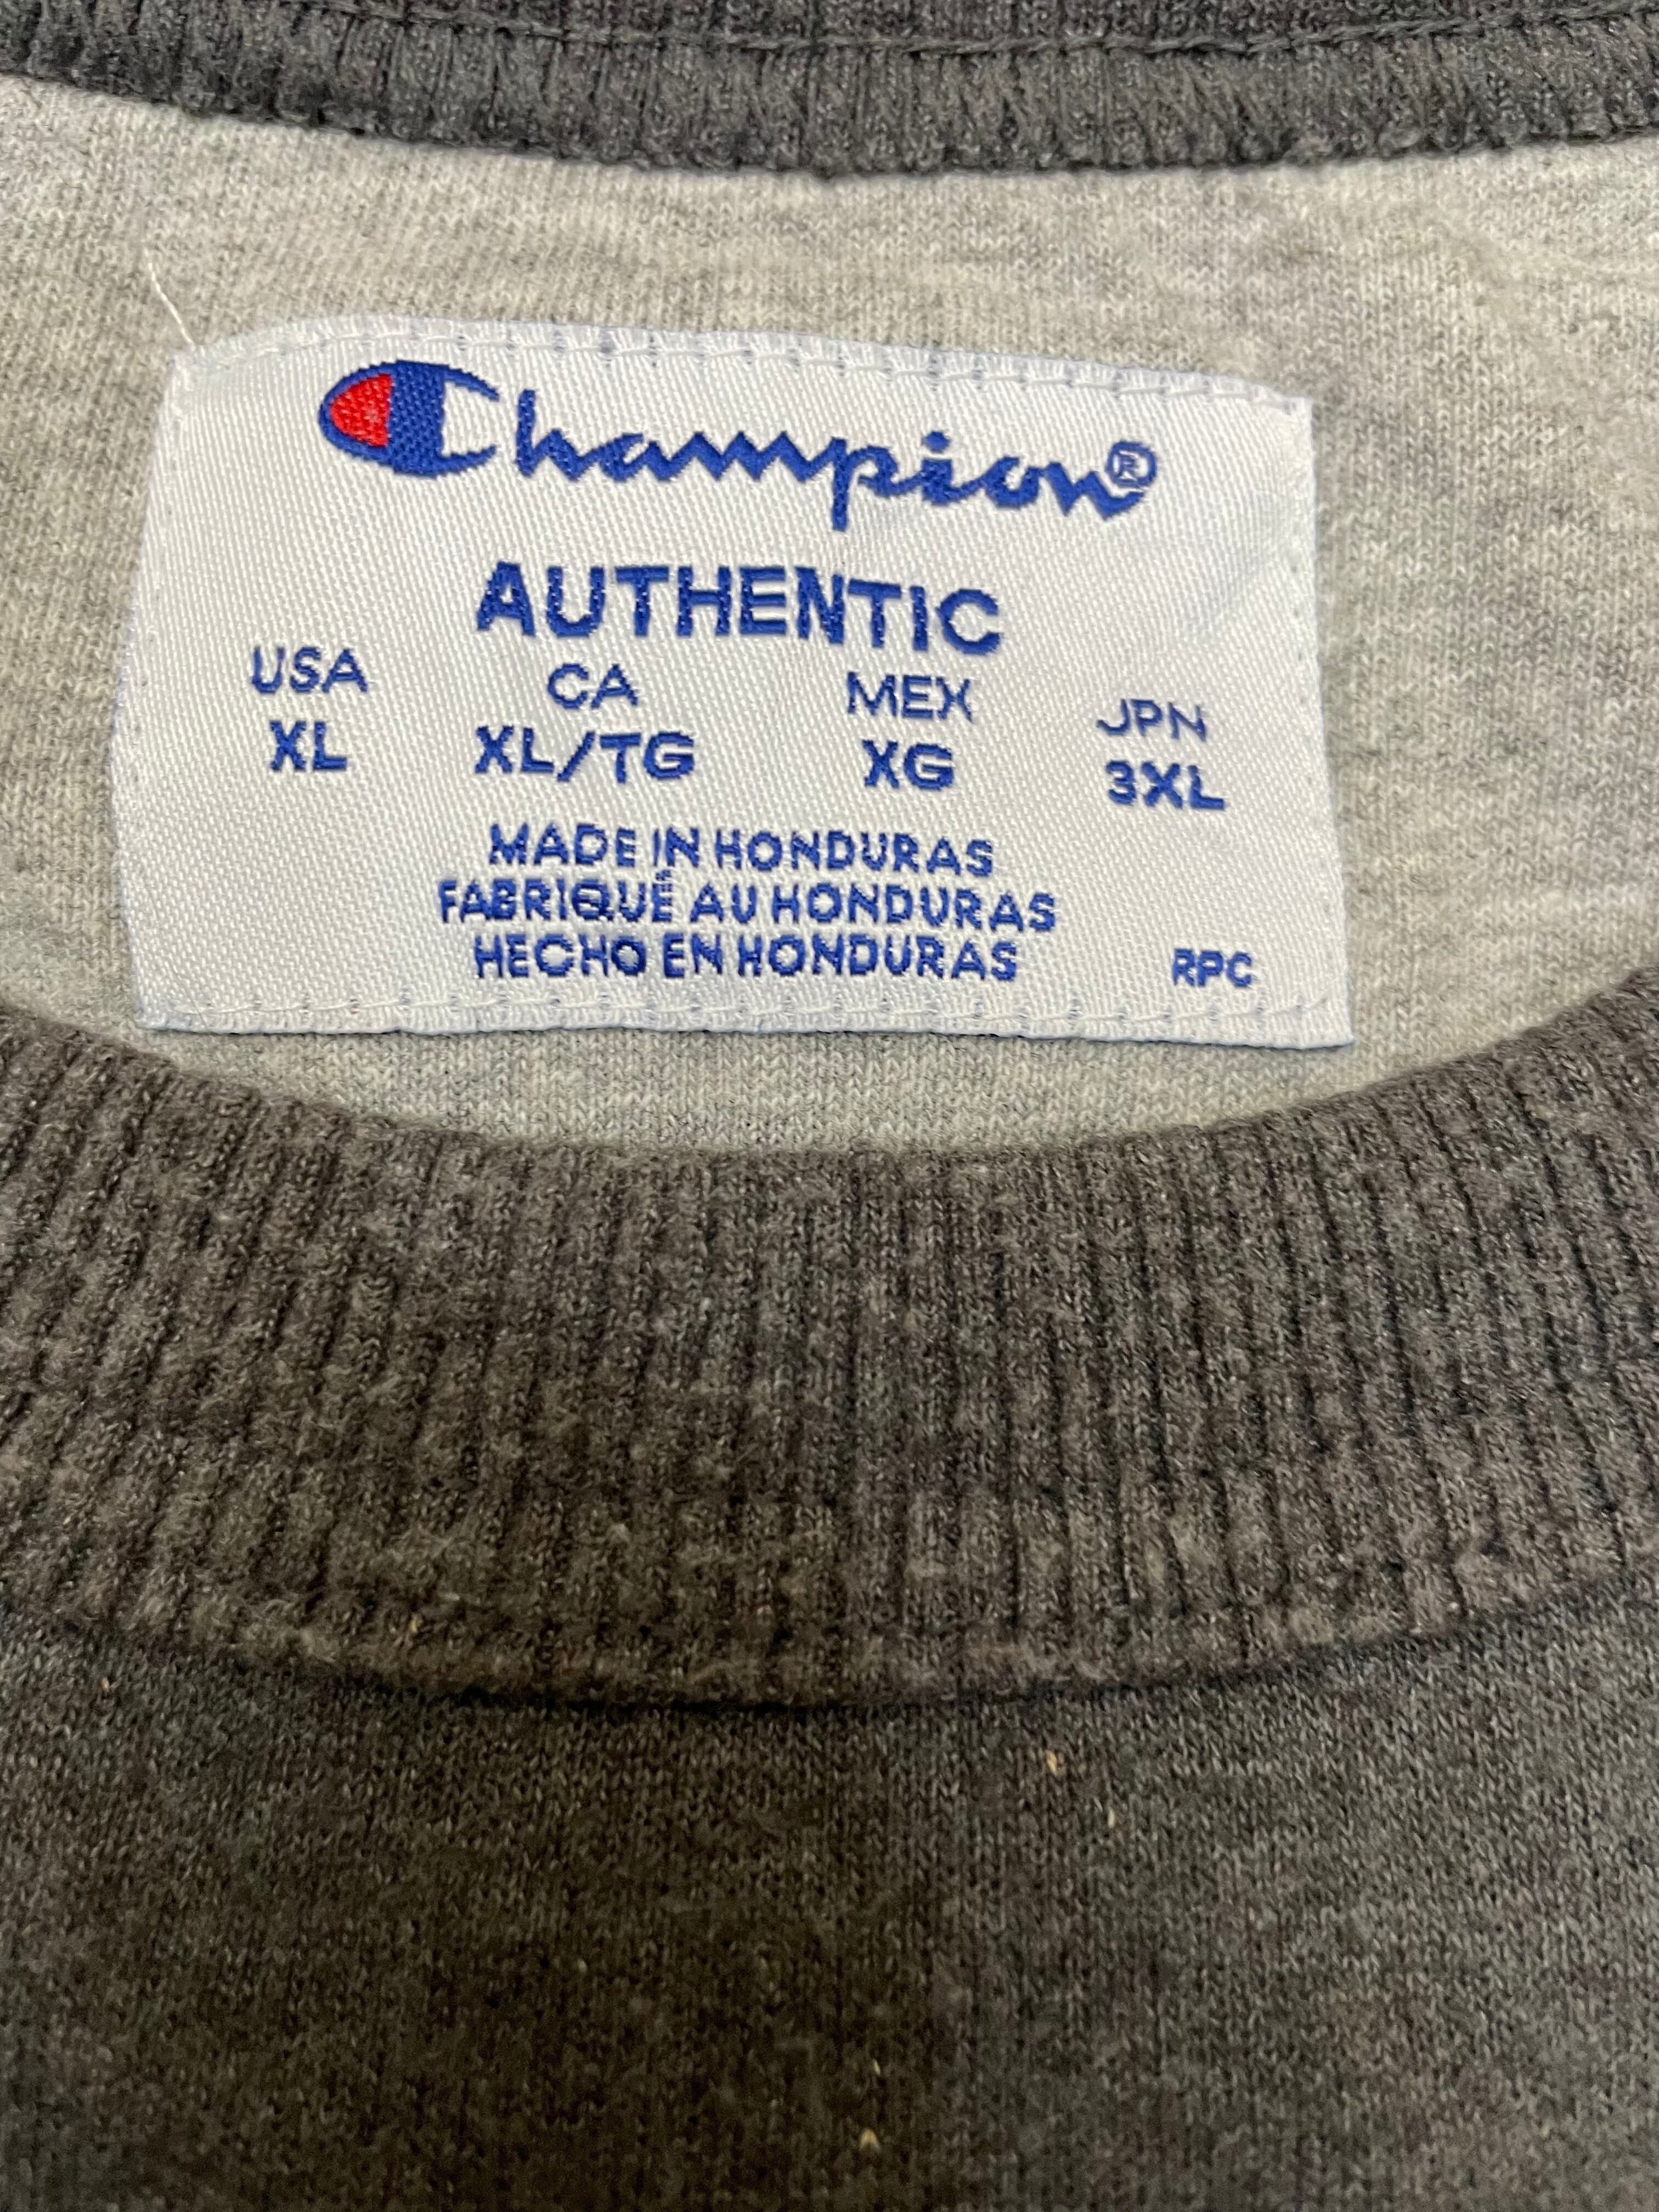 Champion®
AUTHENTIC
USA CA MEX JPN
XL XL/TG XG 3XL
MADE IN HONDURAS
FABRIQUÉ AU HONDURAS
HECHO EN HONDURAS RPC